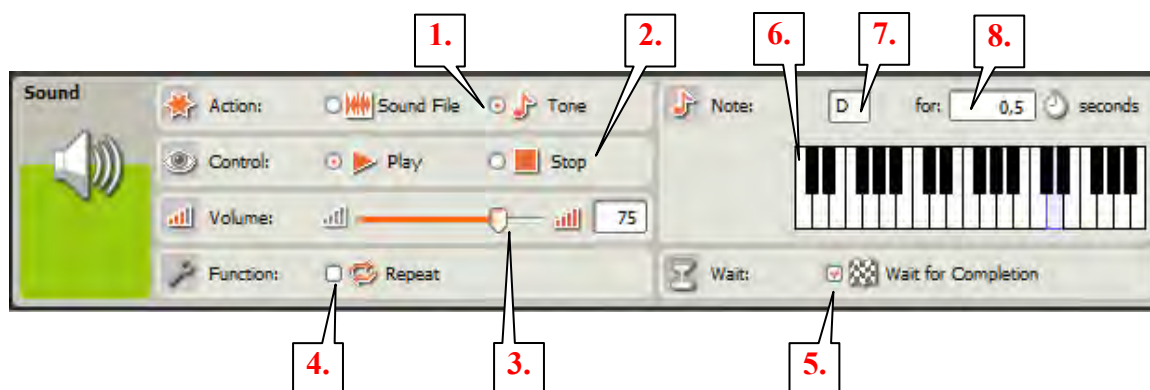 1. 2. 6. 7. 8.
Sound Action: Sound File Tone Note: D for: 0,5 seconds
Control: Play Stop
Volume: 75
Function: Repeat Wait: Wait for Completion
4. 3. 5.